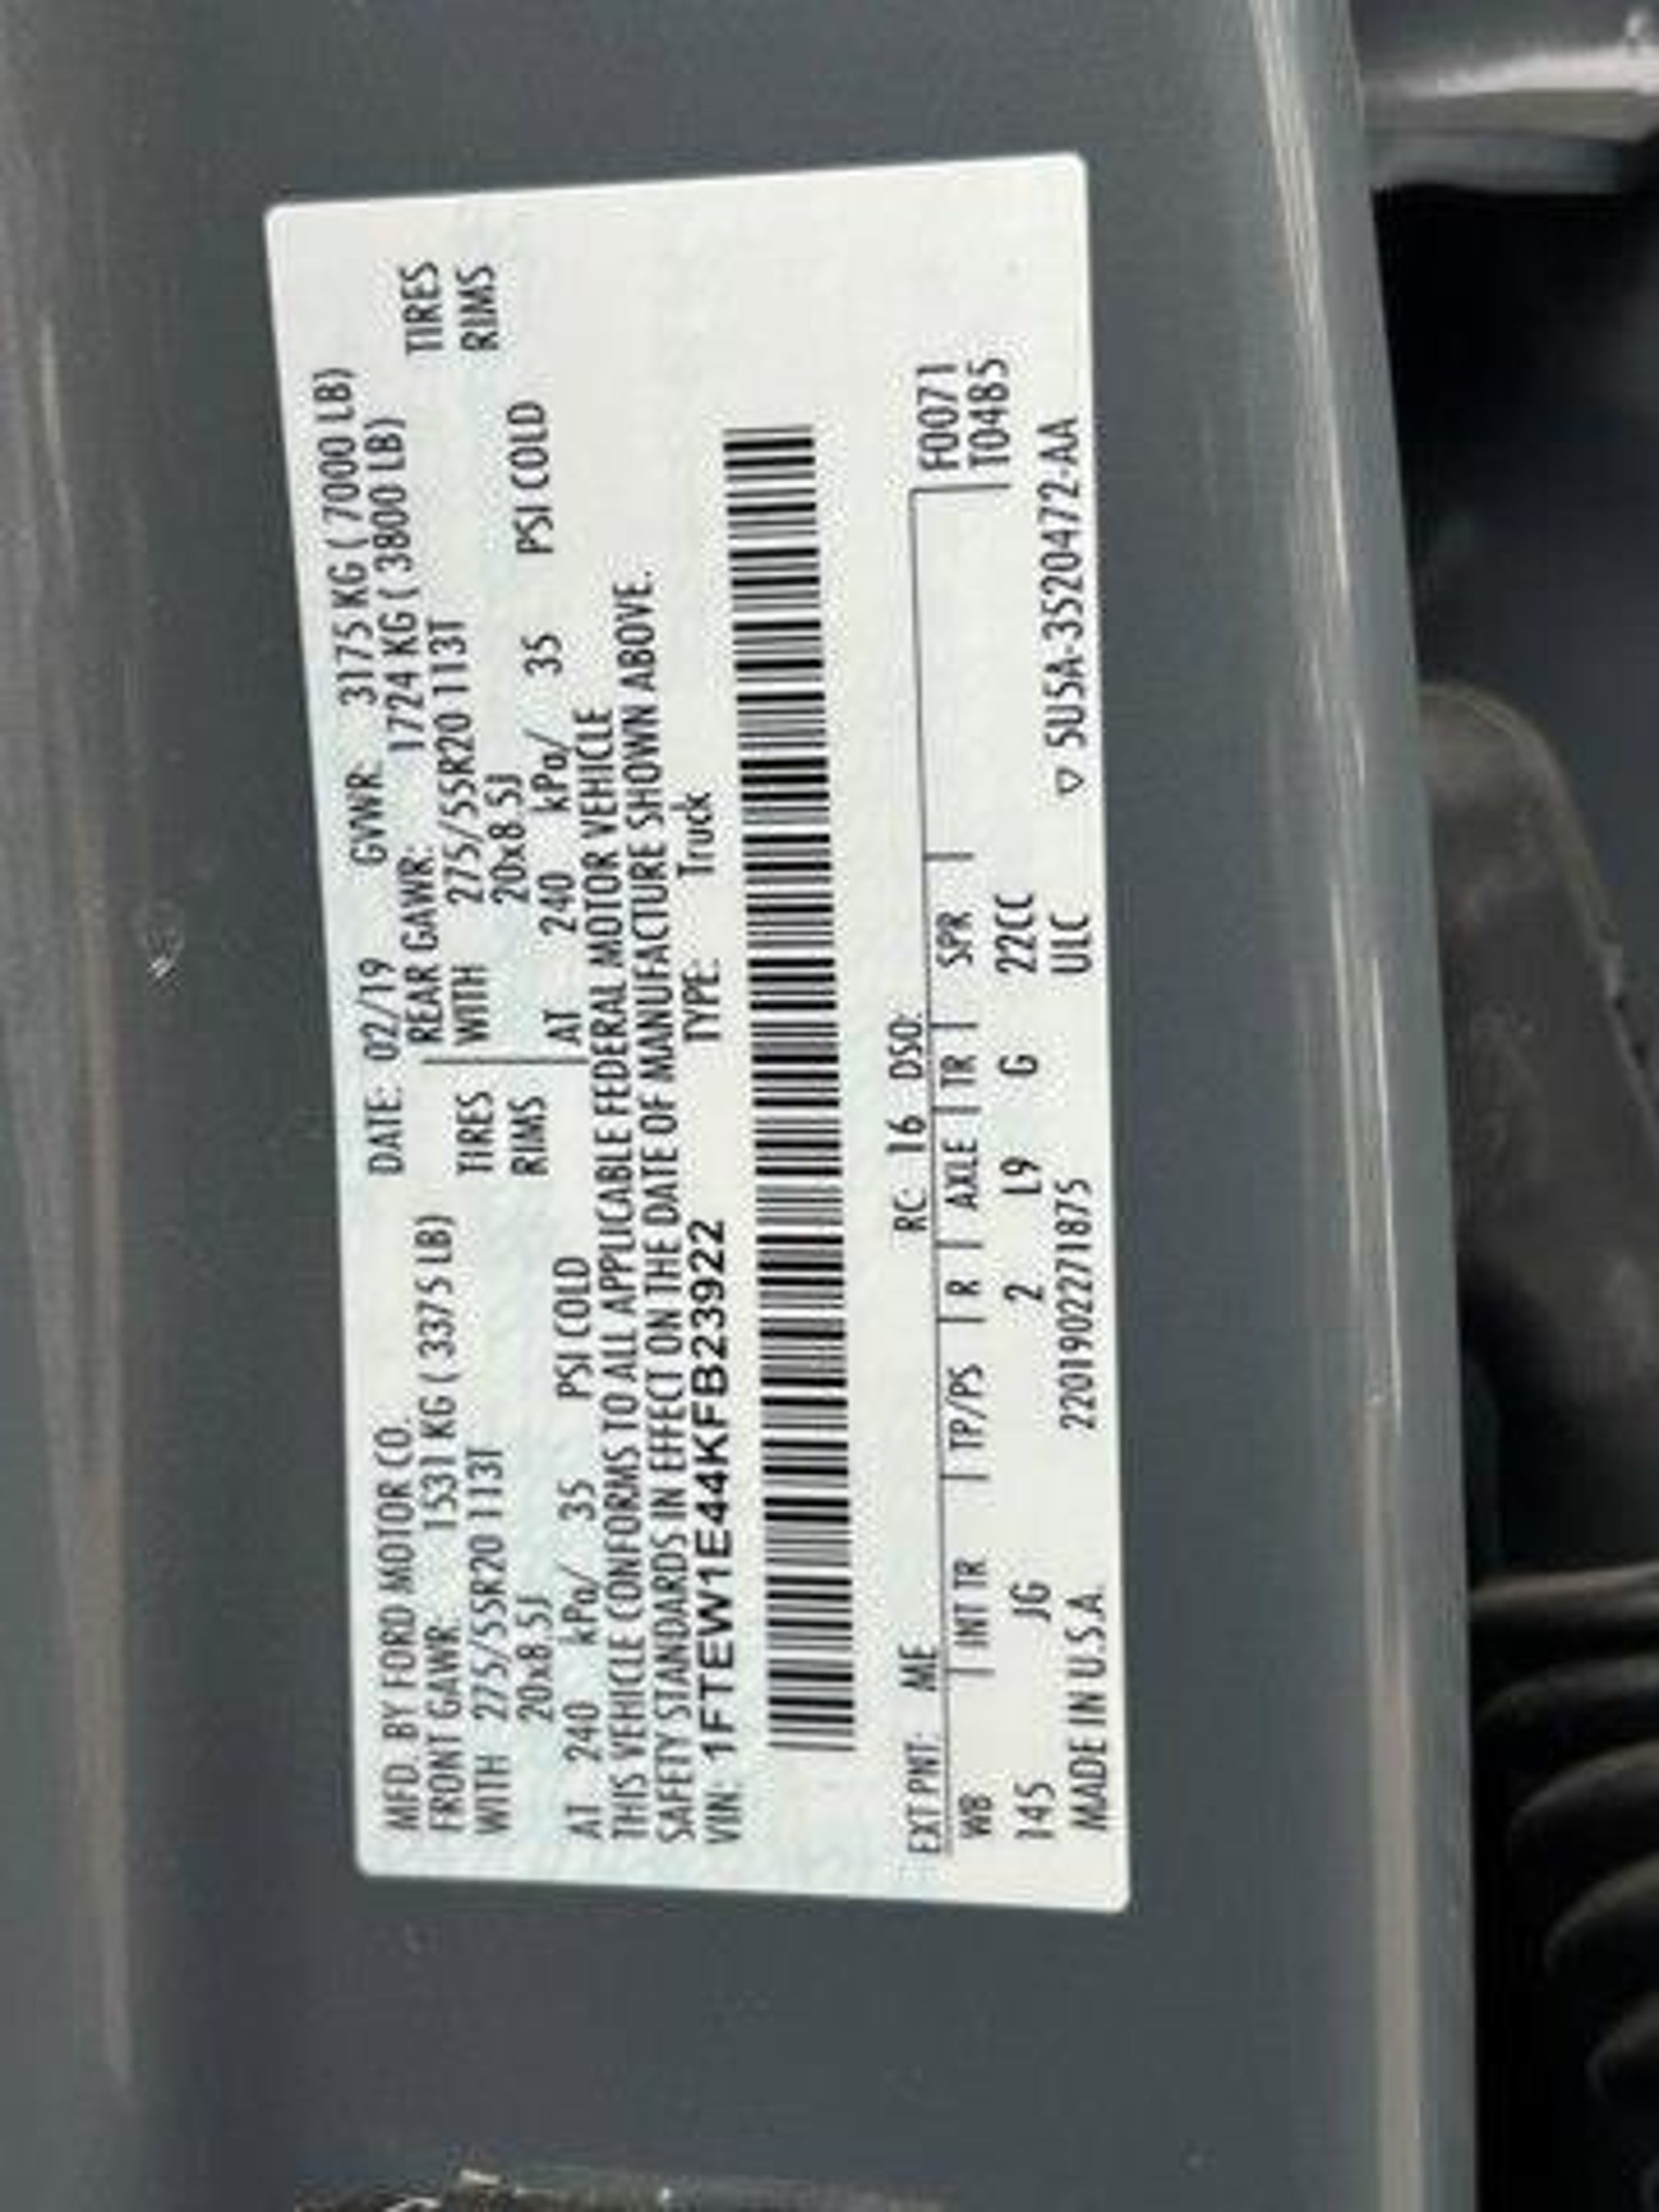 MFD. BY FORD MOTOR CO. DATE: 02/19 GVWR: 3175 KG ( 7000 LB)
FRONT GAWR: 1531 KG ( 3375 LB) REAR GAWR: 1724 KG ( 3800 LB)
WITH 275/55R20 113T TIRES WITH 275/55R20 113T TIRES
20x8.5J RIMS 20x8.5J RIMS
AT 240 kPa/ 35 PSI COLD AT 240 kPa/ 35 PSI COLD
THIS VEHICLE CONFORMS TO ALL APPLICABLE FEDERAL MOTOR VEHICLE
SAFETY STANDARDS IN EFFECT ON THE DATE OF MANUFACTURE SHOWN ABOVE.
VIN: 1FTEW1E44KFB23922 TYPE: Truck
EXT PNT: ME RC: 16 DSO: F0071
WB INT TR TP/PS R AXLE TR SPR T0485
145 JG 2 L9 G 22CC
MADE IN U.S.A. 2201902271875 ULC ▽ 5U5A-3520472-AA